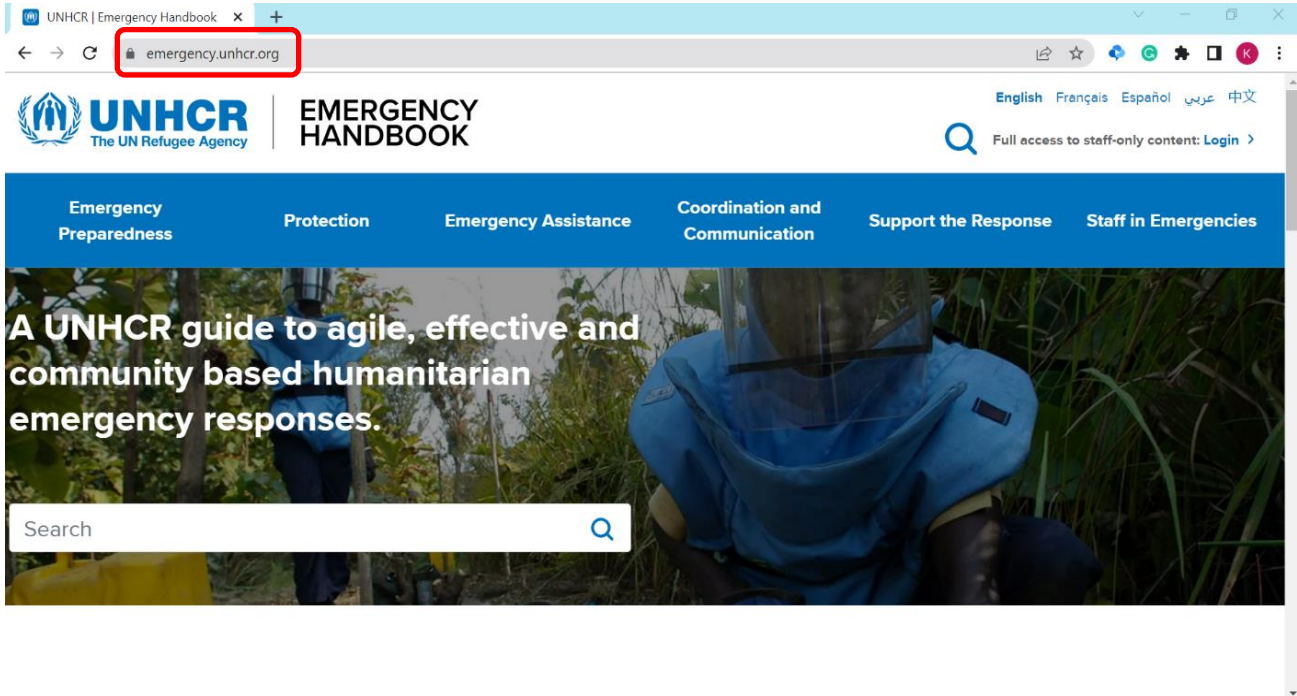 UNHCR | Emergency Handbook
emergency.unhcr.org
K
UNHCR
The UN Refugee Agency
EMERGENCY
HANDBOOK
English Français Español عربي 中文
Full access to staff-only content: Login >
Emergency
Preparedness
Protection
Emergency Assistance
Coordination and
Communication
Support the Response
Staff in Emergencies
A UNHCR guide to agile, effective and
community based humanitarian
emergency responses.
Search